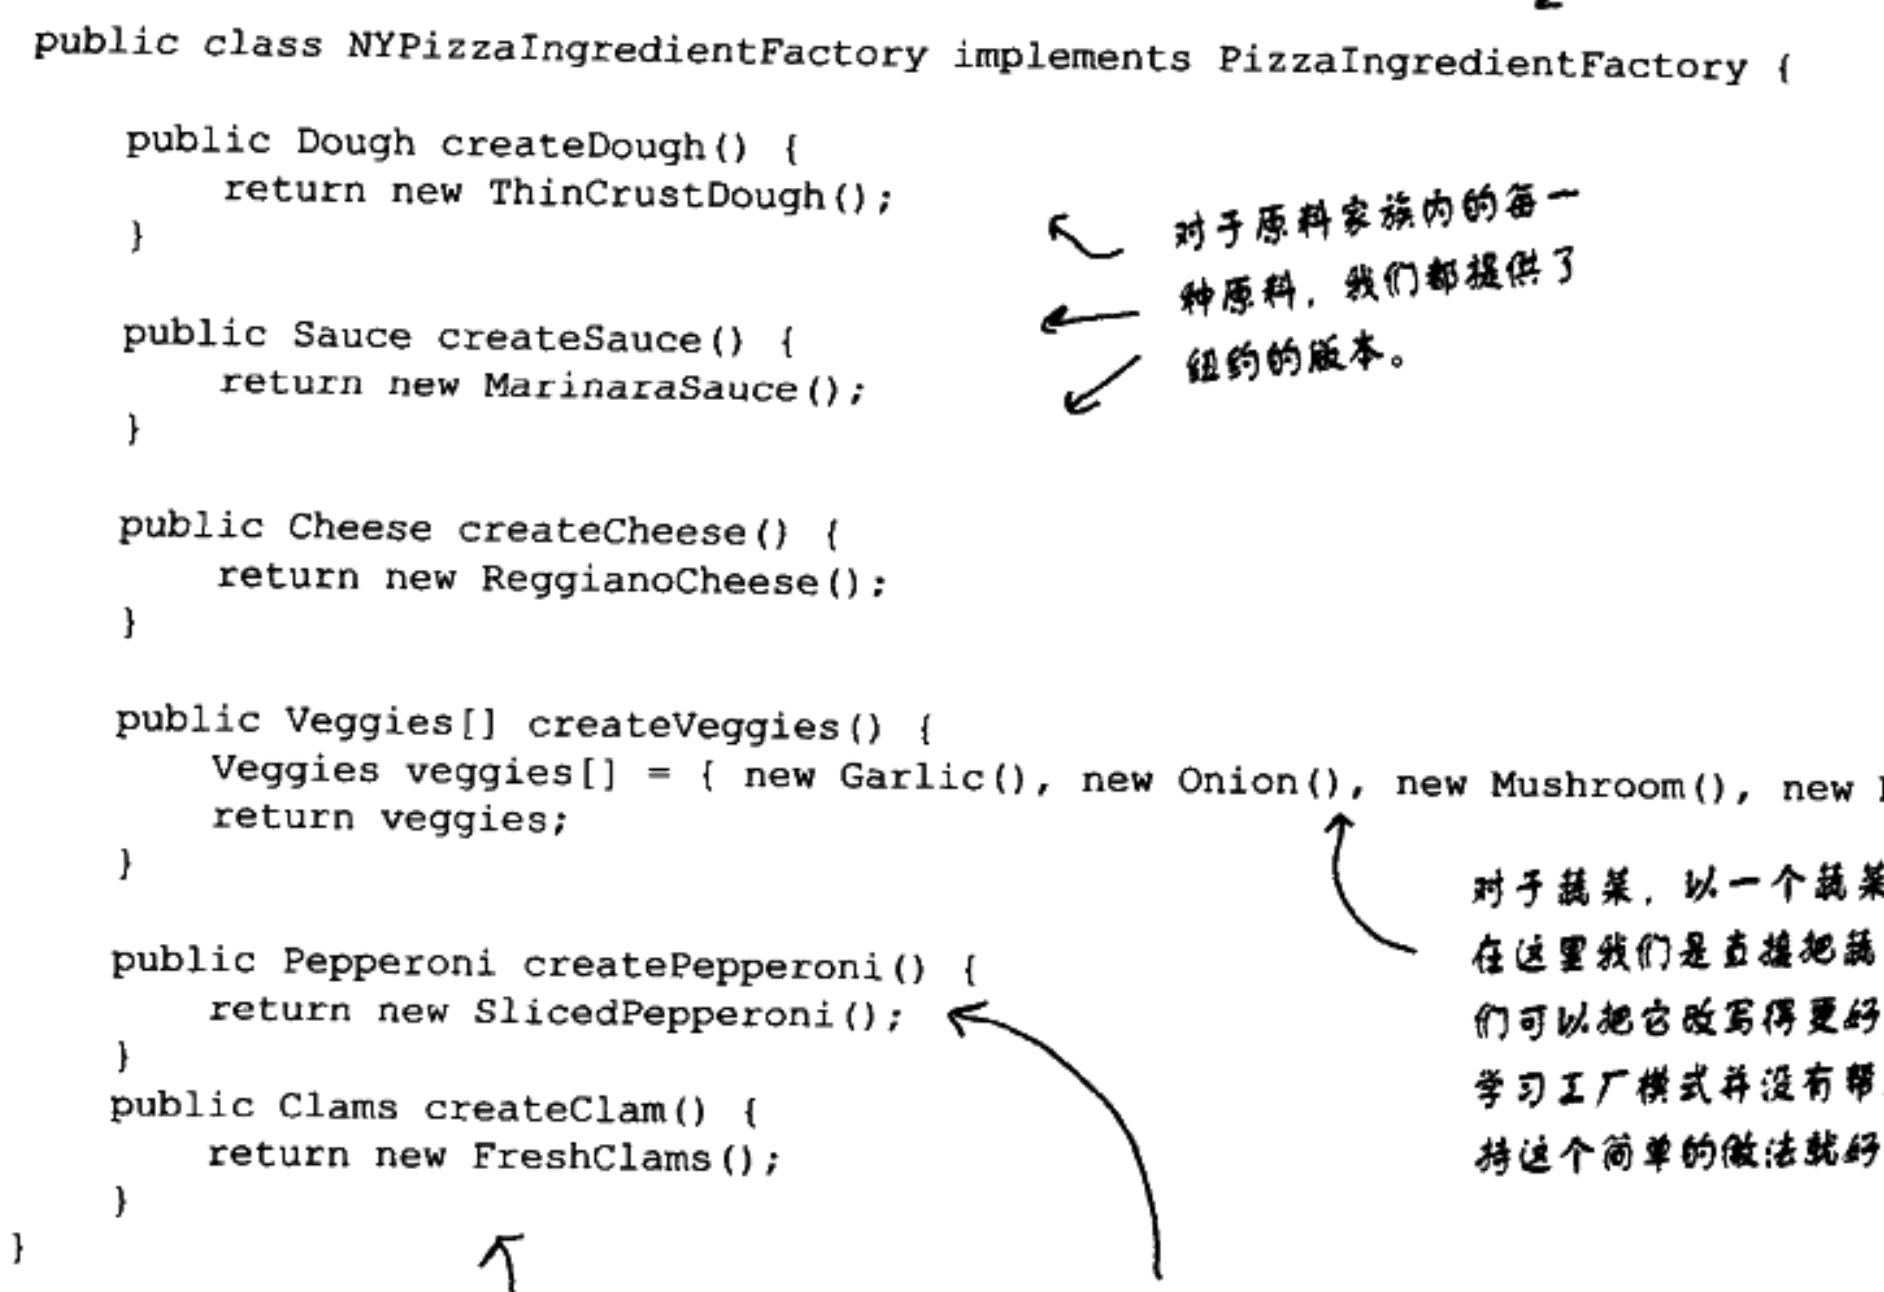 public class NYPizzaIngredientFactory implements PizzaIngredientFactory {
public Dough createDough() {
return new ThinCrustDough();
}
public Sauce createSauce() {
return new MarinaraSauce();
}
对于原料家族内的每一
种原料，我们都提供了
纽约的版本。
public Cheese createCheese() {
return new ReggianoCheese();
}
public Veggies[] createVeggies() {
Veggies veggies[] = { new Garlic(), new Onion(), new Mushroom(), new
return veggies;
}
对于蔬菜，以一个蔬菜
在这里我们是直接把蔬
们可以把它改写得更好
学习工厂模式并没有帮
持这个简单的做法就好
public Pepperoni createPepperoni() {
return new SlicedPepperoni();
}
public Clams createClam() {
return new FreshClams();
}
}